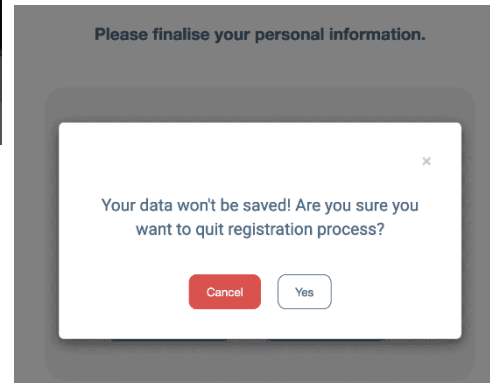 Please finalise your personal information.
×
Your data won't be saved! Are you sure you
want to quit registration process?
Cancel
Yes